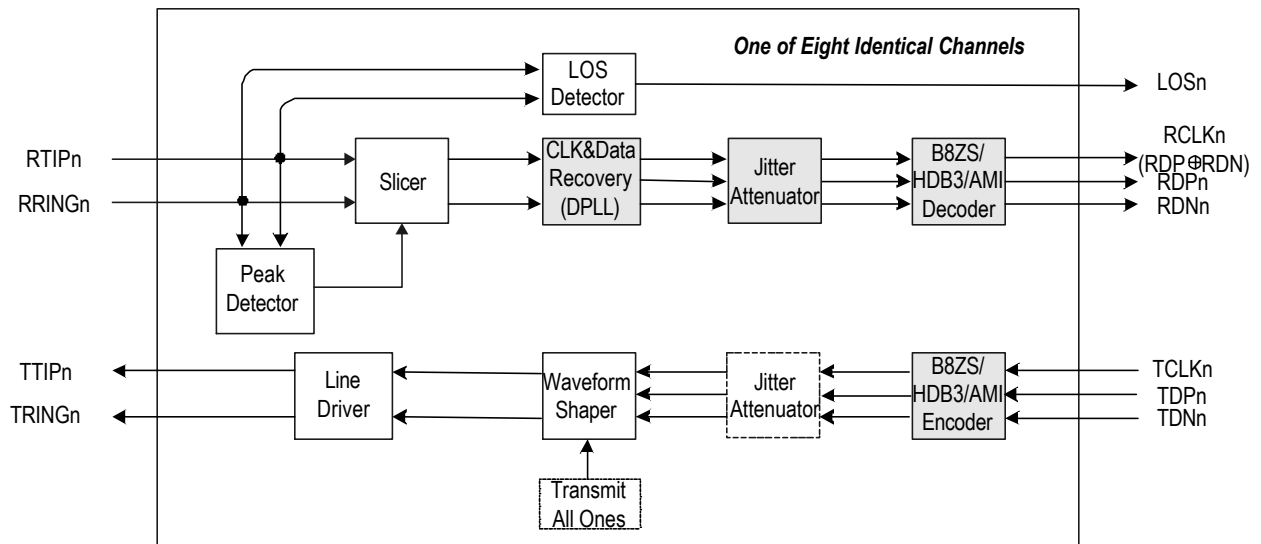 One of Eight Identical Channels
LOS
Detector
LOSn
RTIPn
RRINGn
Slicer
CLK&Data
Recovery
(DPLL)
Jitter
Attenuator
B8ZS/
HDB3/AMI
Decoder
RCLKn
(RDP⊕RDN)
RDPn
RDNn
Peak
Detector
TTIPn
TRINGn
Line
Driver
Waveform
Shaper
Jitter
Attenuator
B8ZS/
HDB3/AMI
Encoder
TCLKn
TDPn
TDNn
Transmit
All Ones